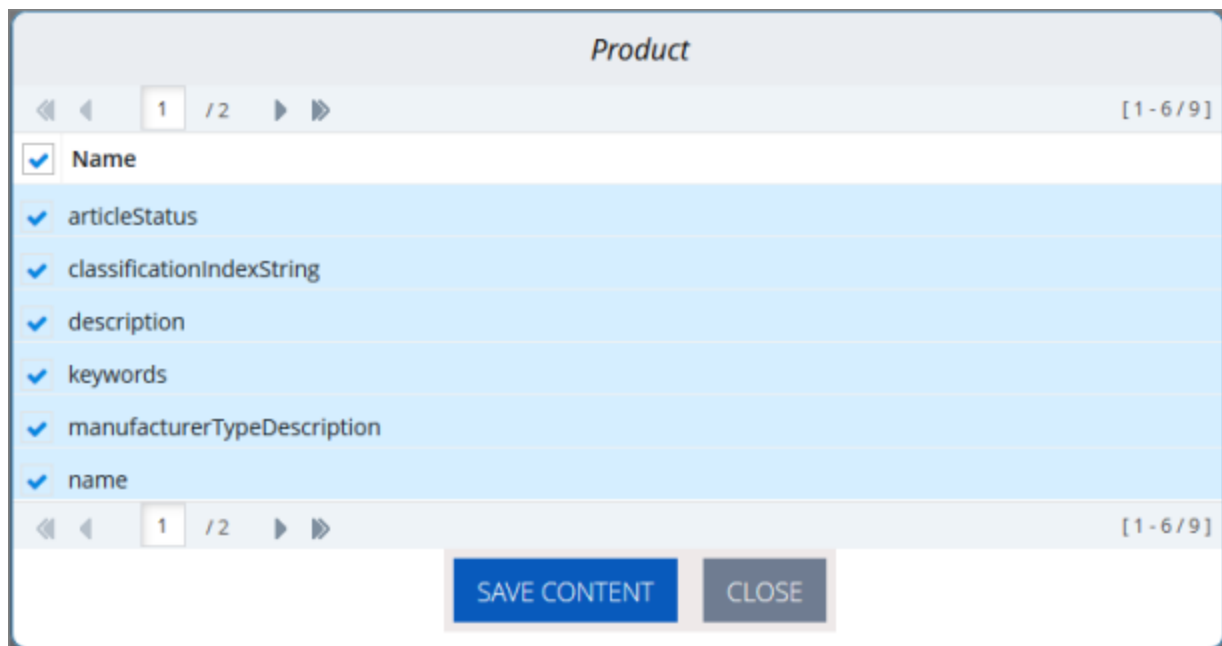 Product
1 / 2 [1-6/9]
Name
articleStatus
classificationIndexString
description
keywords
manufacturerTypeDescription
name
1 / 2 [1-6/9]
SAVE CONTENT CLOSE